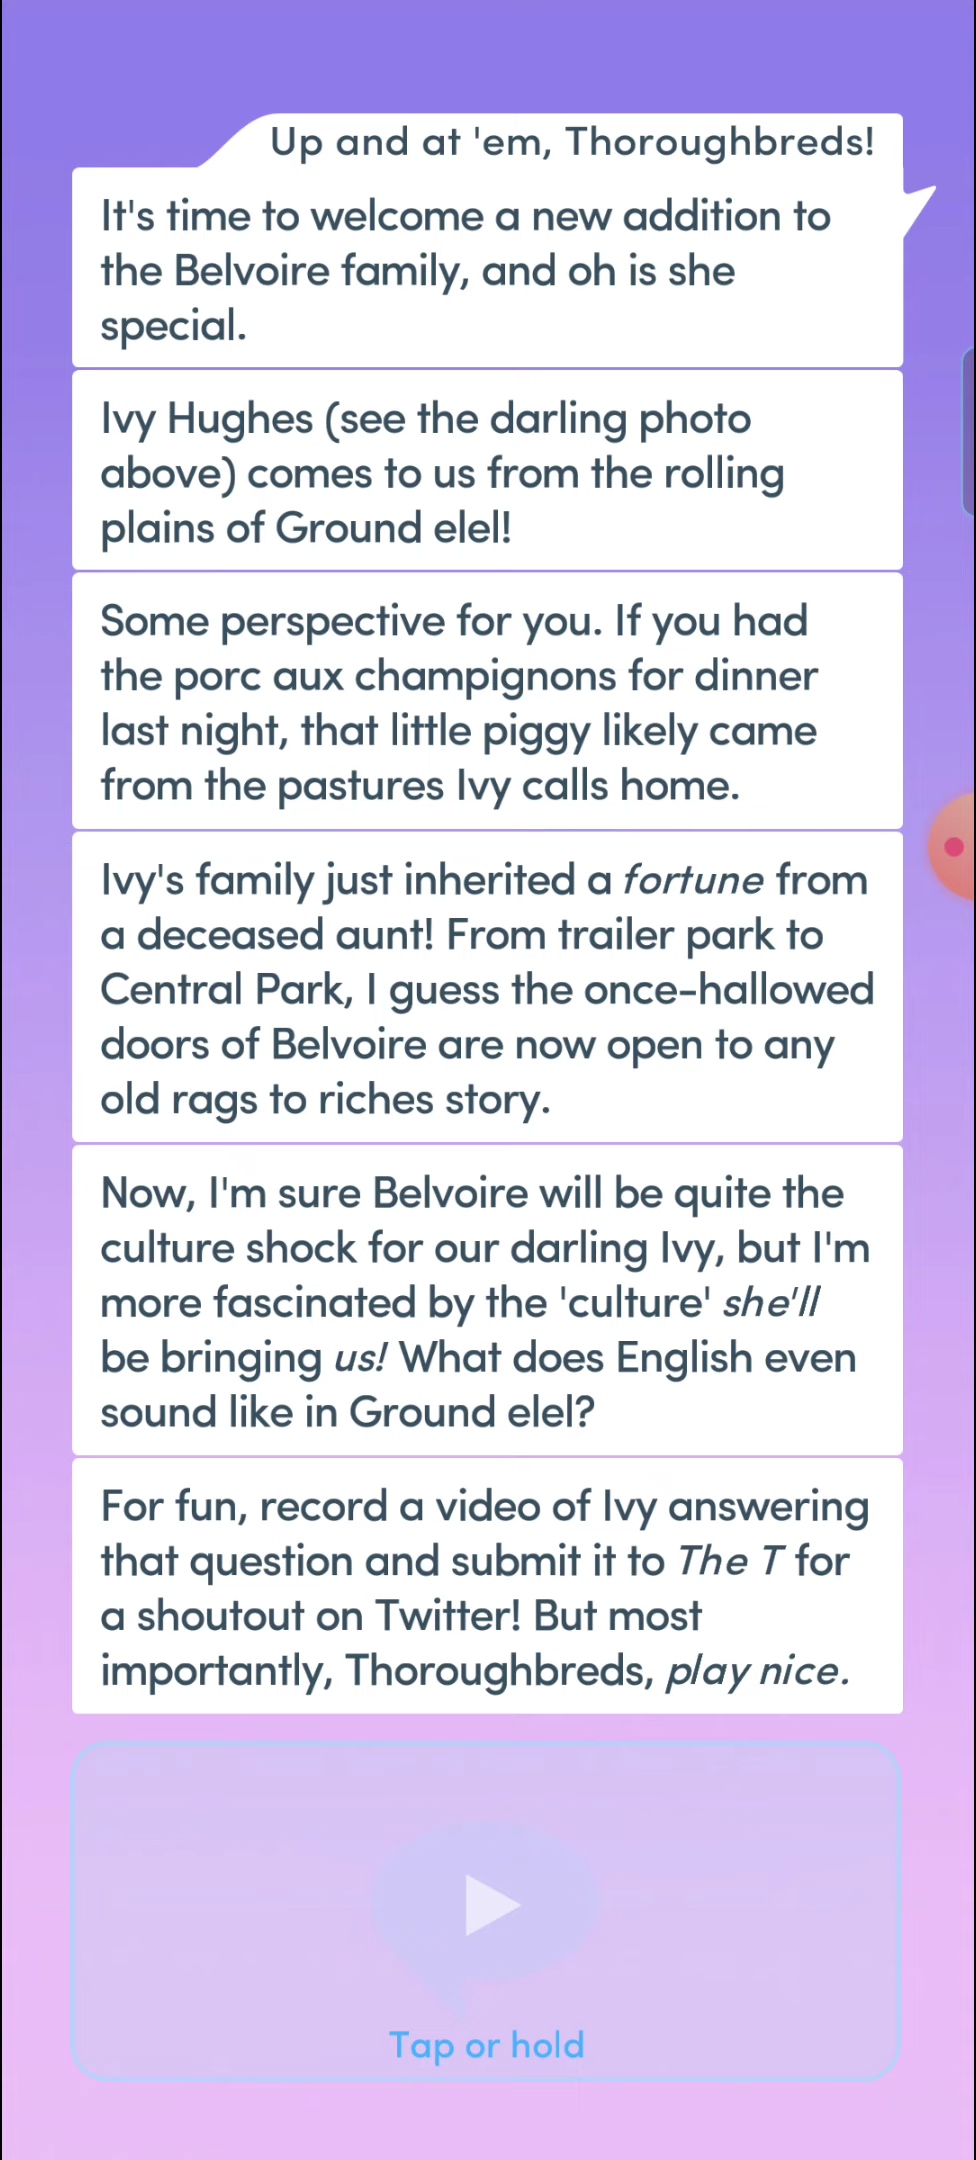 Up and at 'em, Thoroughbreds!
It's time to welcome a new addition to
the Belvoire family, and oh is she
special.
Ivy Hughes (see the darling photo
above) comes to us from the rolling
plains of Ground elel!
Some perspective for you. If you had
the porc aux champignons for dinner
last night, that little piggy likely came
from the pastures Ivy calls home.
Ivy's family just inherited a fortune from
a deceased aunt! From trailer park to
Central Park, I guess the once-hallowed
doors of Belvoire are now open to any
old rags to riches story.
Now, I'm sure Belvoire will be quite the
culture shock for our darling Ivy, but I'm
more fascinated by the 'culture' she'll
be bringing us! What does English even
sound like in Ground elel?
For fun, record a video of Ivy answering
that question and submit it to The T for
a shoutout on Twitter! But most
importantly, Thoroughbreds, play nice.
Tap or hold